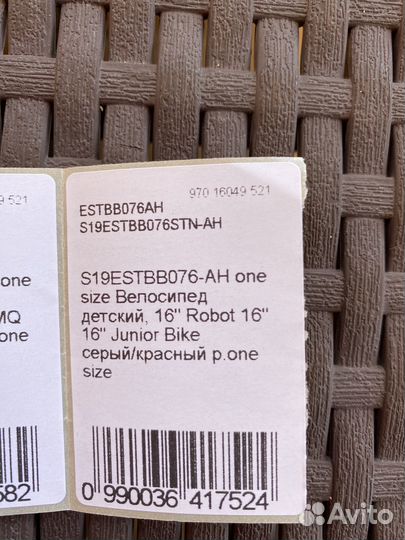 9 521
one
MQ
one
582
970 16049 521
ESTBB076AH
S19ESTBB076STN-AH
S19ESTBB076-AH one
size Велосипед
детский, 16" Robot 16"
16" Junior Bike
серый/красный р.one
size
0 990036 417524
Avito